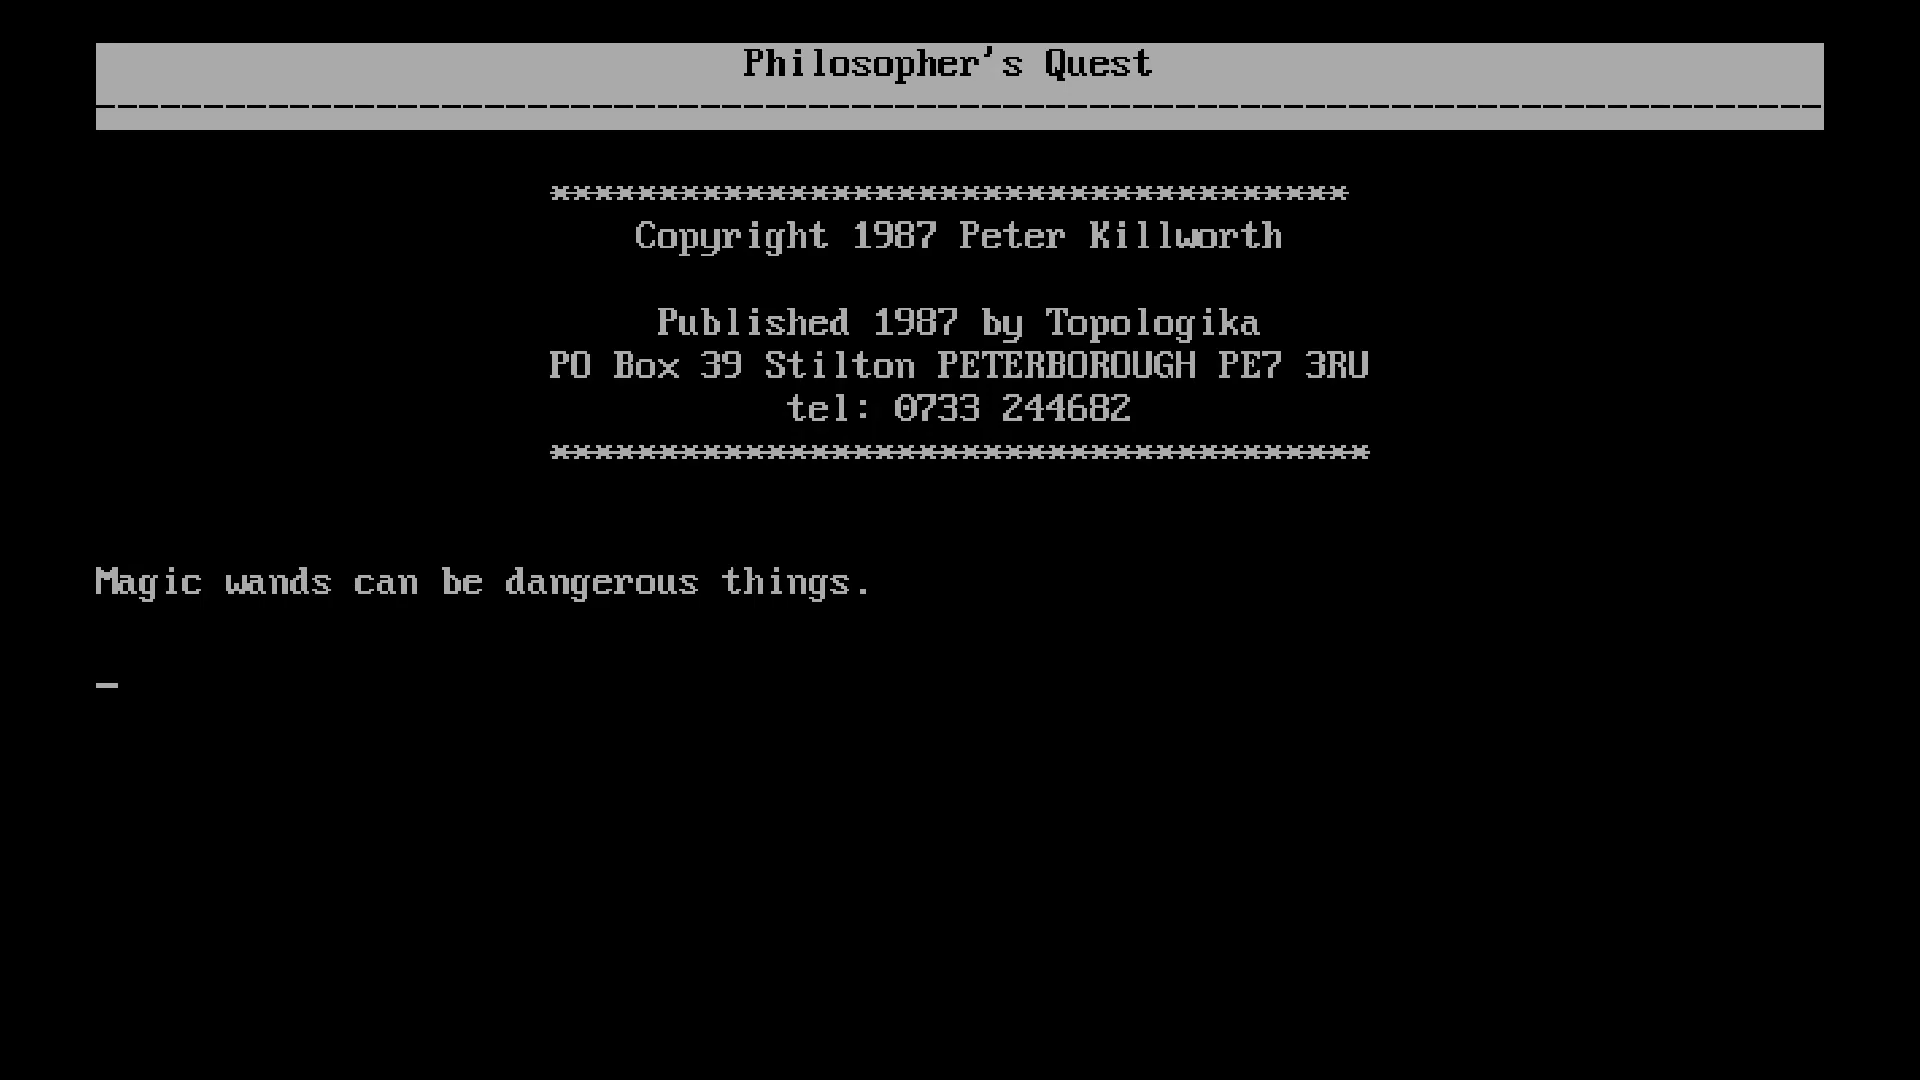 Philosopher's Quest
--------------------------------------------------------------------------------
*************************************
Copyright 1987 Peter Killworth
Published 1987 by Topologika
PO Box 39 Stilton PETERBOROUGH PE7 3RU
tel: 0733 244682
**************************************
Magic wands can be dangerous things.
_